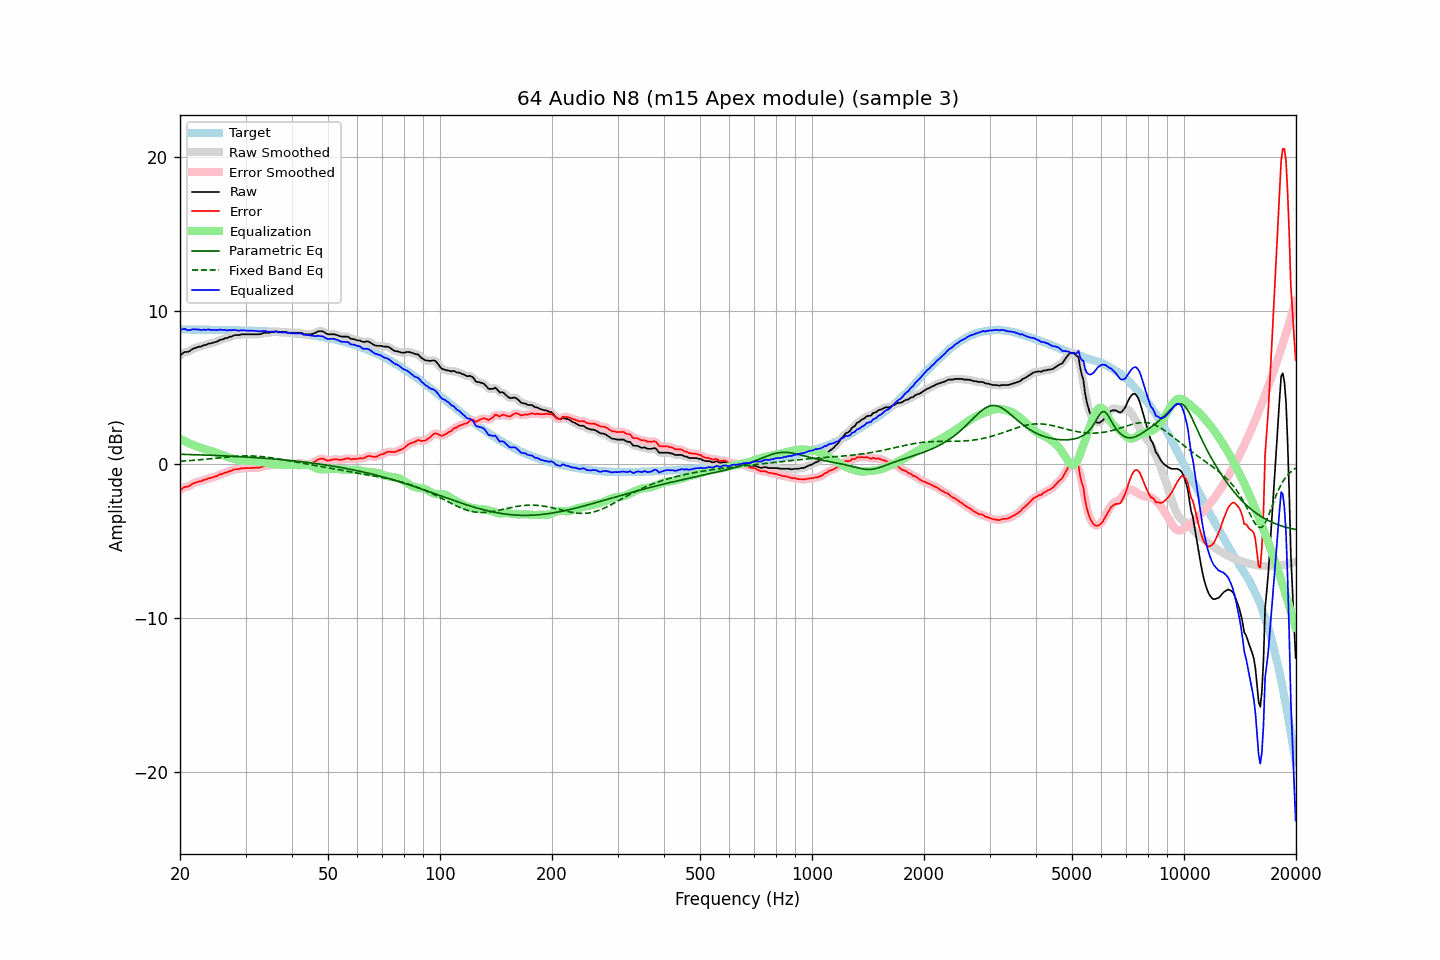 64 Audio N8 (m15 Apex module) (sample 3)
Target
Raw Smoothed
Error Smoothed
Raw
Error
Equalization
Parametric Eq
Fixed Band Eq
Equalized
20
10
0
−10
−20
Amplitude (dBr)
20 50 100 200 500 1000 2000 5000 10000 20000
Frequency (Hz)